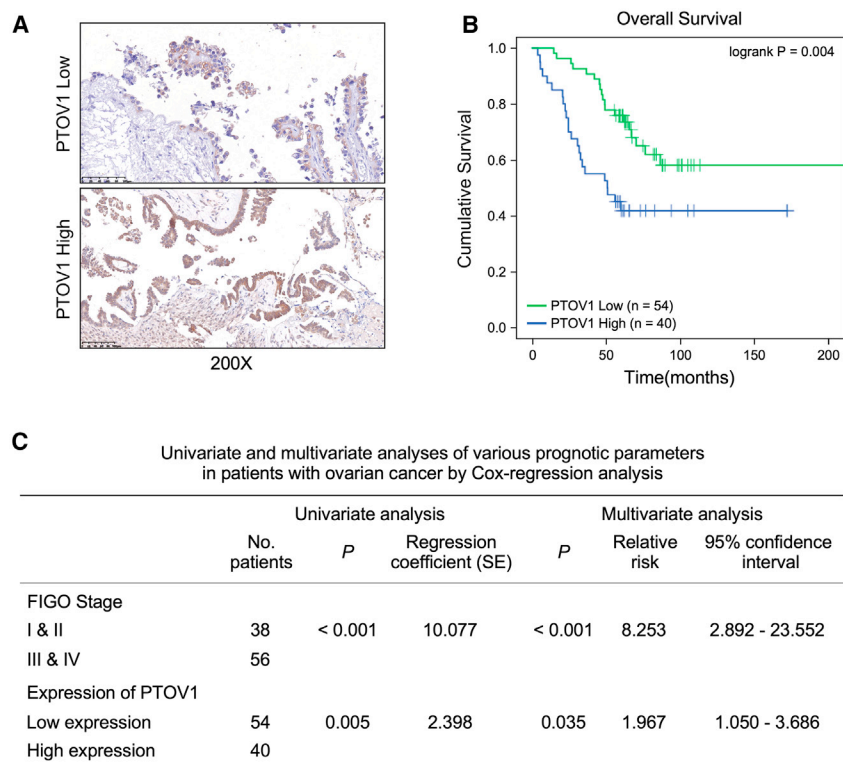 A
PTOV1 Low
PTOV1 High
200X
B
Overall Survival
logrank P = 0.004
Cumulative Survival
1.0
0.8
0.6
0.4
0.2
0.0
PTOV1 Low (n = 54)
PTOV1 High (n = 40)
0 50 100 150 200
Time(months)
C
Univariate and multivariate analyses of various prognotic parameters
in patients with ovarian cancer by Cox-regression analysis
Univariate analysis Multivariate analysis
No. patients P Regression coefficient (SE) P Relative risk 95% confidence interval
FIGO Stage
I & II 38 < 0.001 10.077 < 0.001 8.253 2.892 - 23.552
III & IV 56
Expression of PTOV1
Low expression 54 0.005 2.398 0.035 1.967 1.050 - 3.686
High expression 40